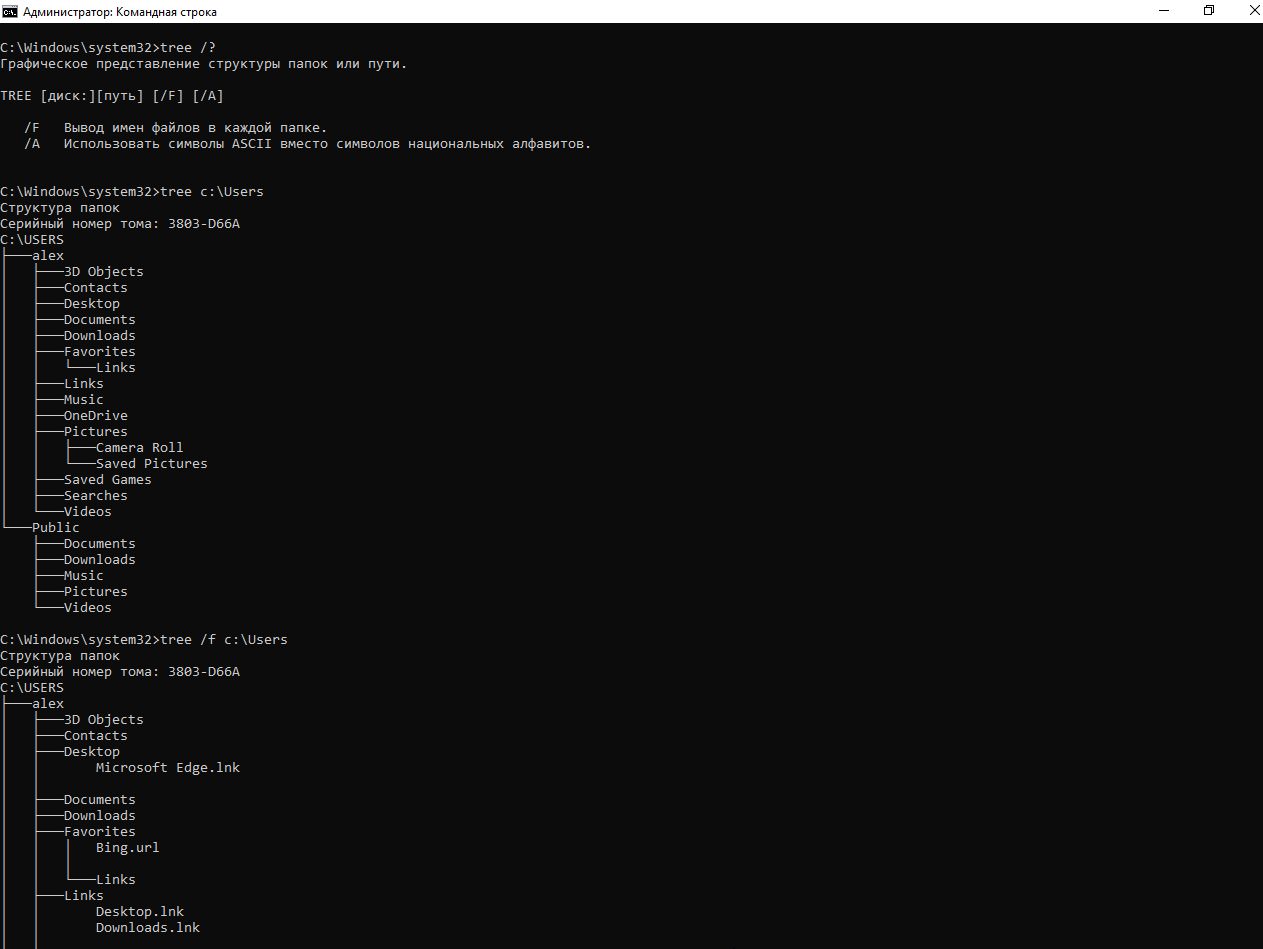 Администратор: Командная строка
C:\Windows\system32>tree /?
Графическое представление структуры папок или пути.
TREE [диск:][путь] [/F] [/A]
   /F   Вывод имен файлов в каждой папке.
   /A   Использовать символы ASCII вместо символов национальных алфавитов.
C:\Windows\system32>tree c:\Users
Структура папок
Серийный номер тома: 3803-D66A
C:\USERS
├───alex
│   ├───3D Objects
│   ├───Contacts
│   ├───Desktop
│   ├───Documents
│   ├───Downloads
│   ├───Favorites
│   │   └───Links
│   ├───Links
│   ├───Music
│   ├───OneDrive
│   ├───Pictures
│   │   ├───Camera Roll
│   │   └───Saved Pictures
│   ├───Saved Games
│   ├───Searches
│   └───Videos
└───Public
    ├───Documents
    ├───Downloads
    ├───Music
    ├───Pictures
    └───Videos
C:\Windows\system32>tree /f c:\Users
Структура папок
Серийный номер тома: 3803-D66A
C:\USERS
├───alex
│   ├───3D Objects
│   ├───Contacts
│   ├───Desktop
│   │       Microsoft Edge.lnk
│   │
│   ├───Documents
│   ├───Downloads
│   ├───Favorites
│   │   │   Bing.url
│   │   │
│   │   └───Links
│   ├───Links
│   │       Desktop.lnk
│   │       Downloads.lnk